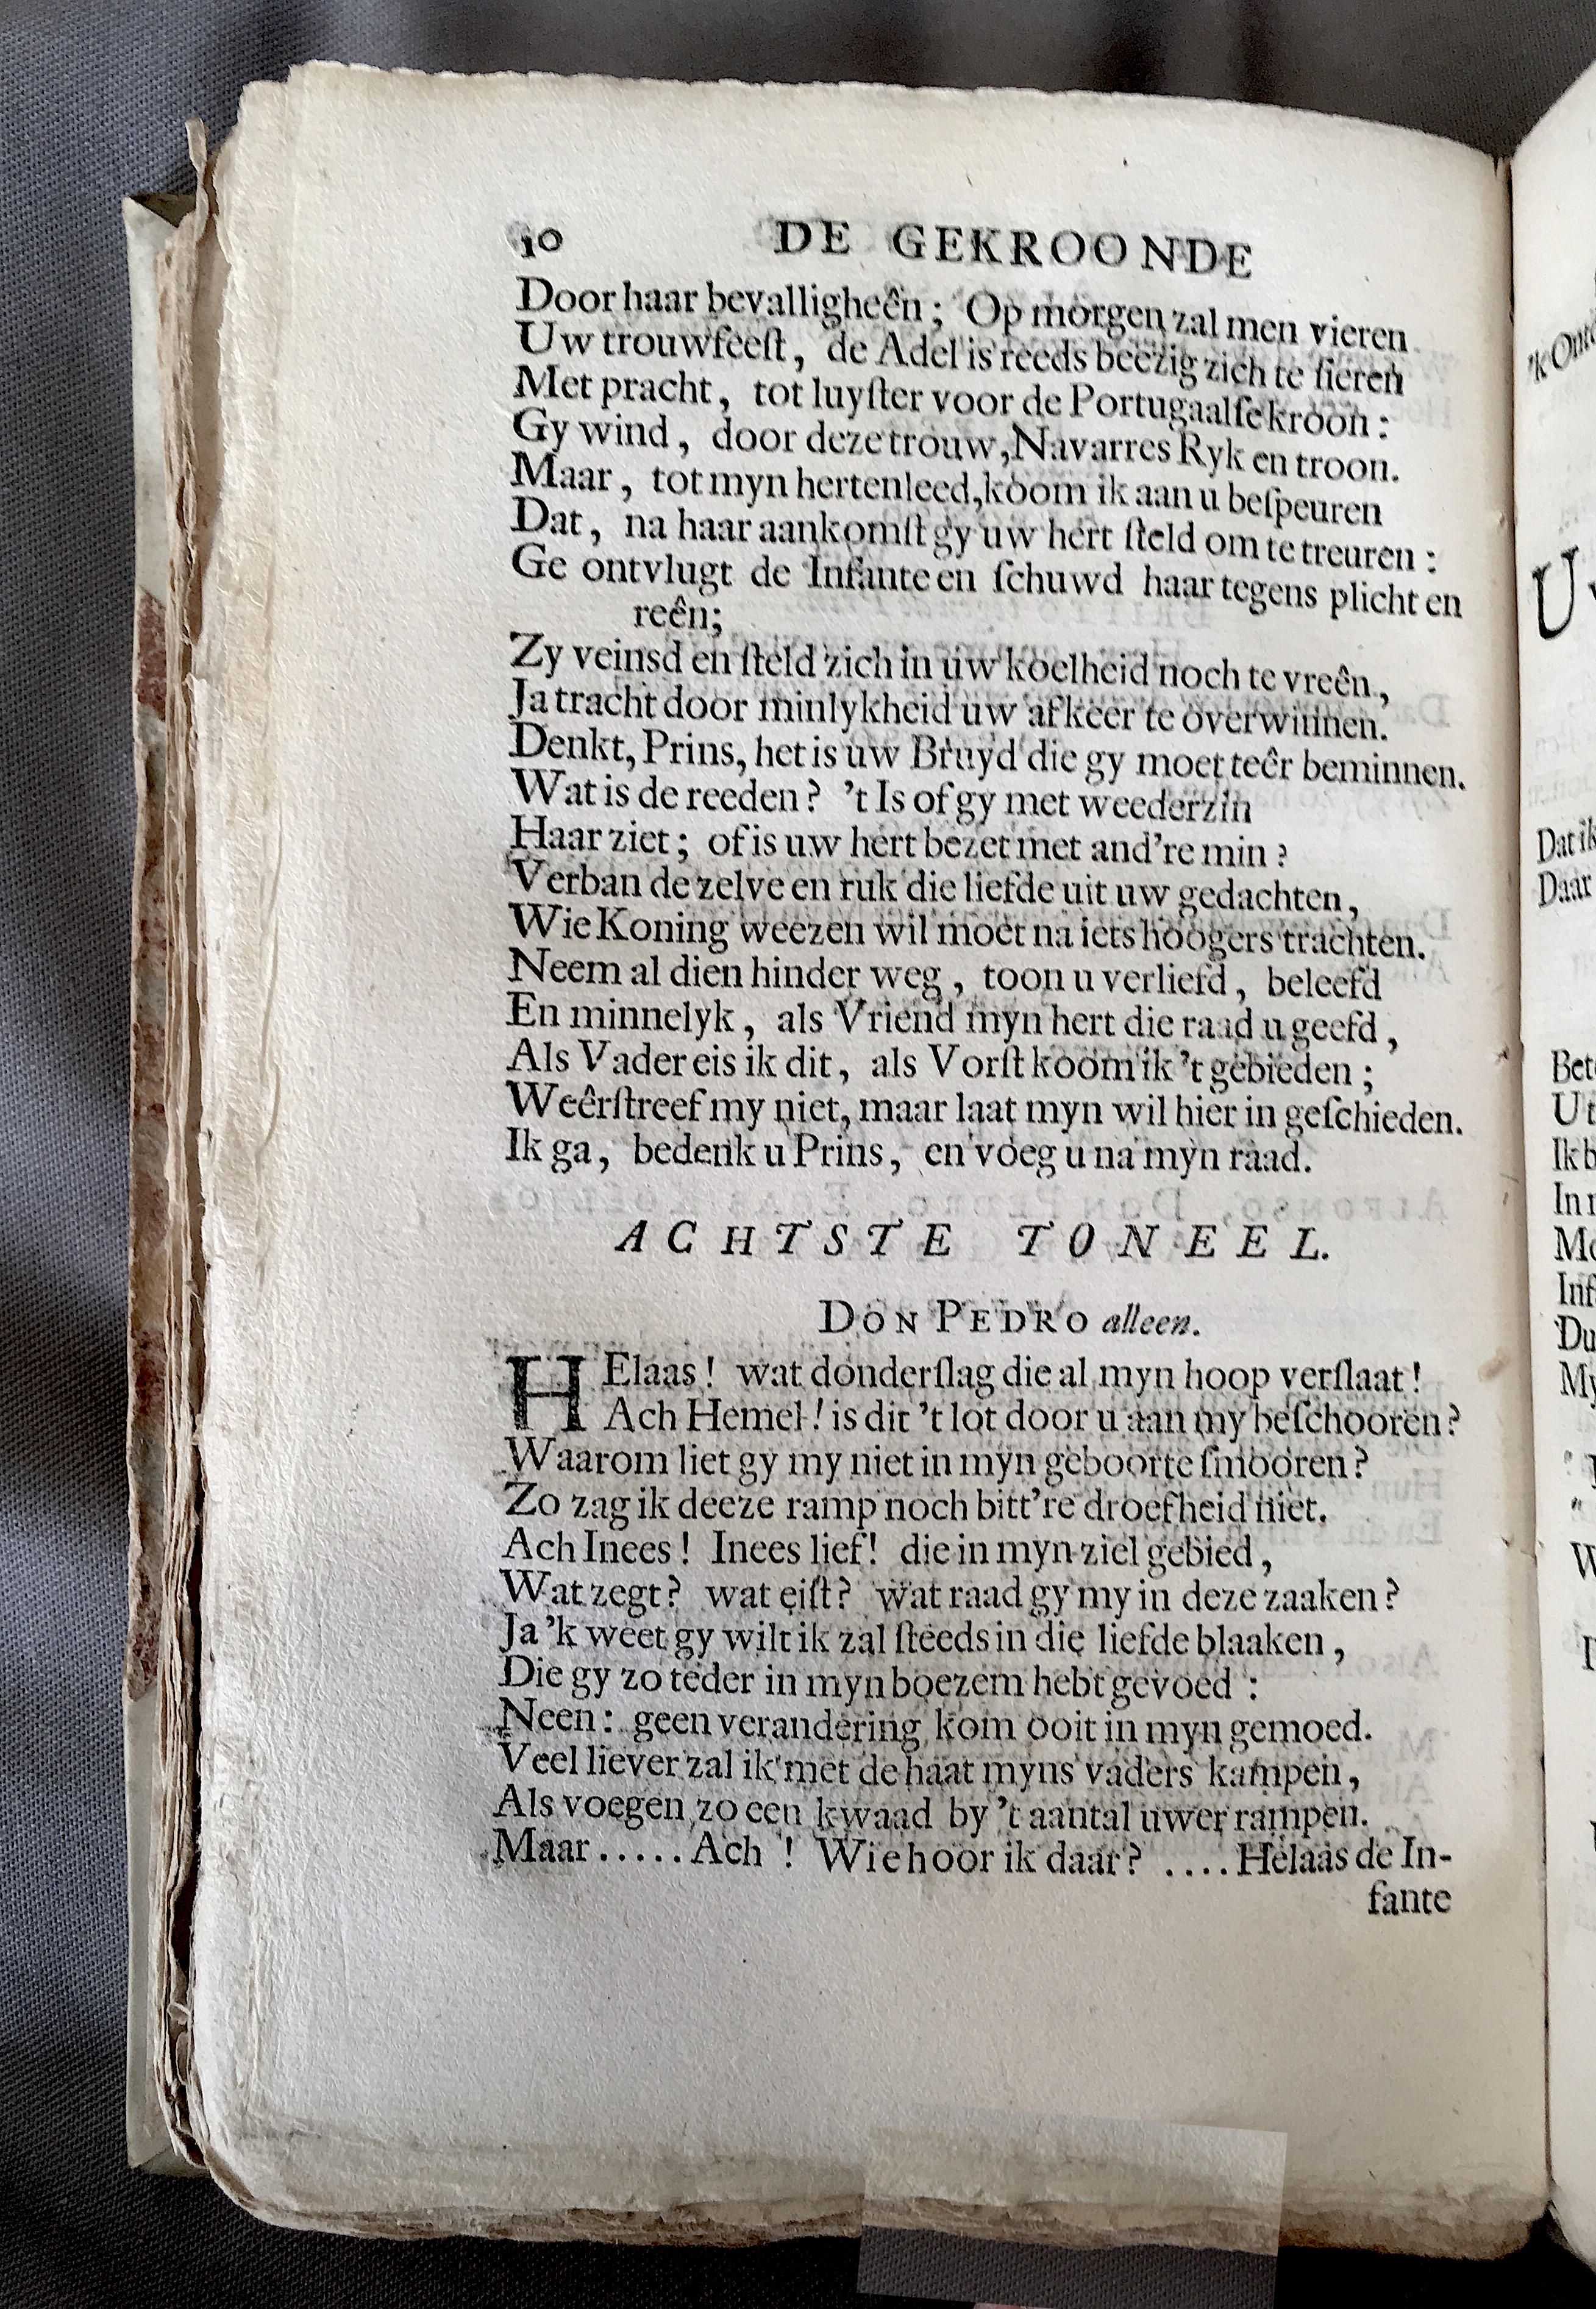 10 DE GEKROONDE
Door haar bevalligheên; Op morgen zal men vieren
Uw trouwfeeſt, de Adel is reeds beezig zich te ſieren
Met pracht, tot luyſter voor de Portugaalſe kroon:
Gy wind, door deze trouw, Navarres Ryk en troon.
Maar, tot myn hertenleed, koom ik aan u beſpeuren
Dat, na haar aankomſt gy uw hert ſteld om te treuren:
Ge ontvlugt de Infante en ſchuwd haar tegens plicht en
reên;
Zy veinsd en ſteld zich in uw koelheid noch te vreên,
Ja tracht door minlykheid uw afkeer te overwinnen.
Denkt, Prins, het is uw Bruyd die gy moet teêr beminnen.
Wat is de reeden? 't Is of gy met weederzin
Haar ziet; of is uw hert bezet met and're min?
Verban de zelve en ruk die liefde uit uw gedachten,
Wie Koning weezen wil moet na iets hoogers trachten.
Neem al dien hinder weg, toon u verliefd, beleefd
En minnelyk, als Vriend myn hert die raad u geefd,
Als Vader eis ik dit, als Vorſt koom ik 't gebieden;
Weêrſtreef my niet, maar laat myn wil hier in geſchieden.
Ik ga, bedenk u Prins, en voeg u na myn raad.
ACHTSTE TONEEL.
DON PEDRO alleen.
HElaas! wat donderſlag die al myn hoop verſlaat!
Ach Hemel! is dit 't lot door u aan my beſchooren?
Waarom liet gy my niet in myn geboorte ſmooren?
Zo zag ik deeze ramp noch bitt're droefheid niet.
Ach Inees! Inees lief! die in myn ziel gebied,
Wat zegt? wat eiſt? wat raad gy my in deze zaaken?
Ja 'k weet gy wilt ik zal ſteeds in die liefde blaaken,
Die gy zo teder in myn boezem hebt gevoed:
Neen: geen verandering kom ooit in myn gemoed.
Veel liever zal ik met de haat myns vaders kampen,
Als voegen zo een kwaad by 't aantal uwer rampen.
Maar..... Ach! Wie hoor ik daar? .... Helaas de In-
fante
'k Ont
U
Dat ik
Daar
Bet
Ut
Ik b
In
Mo
Inf
Du
My
W